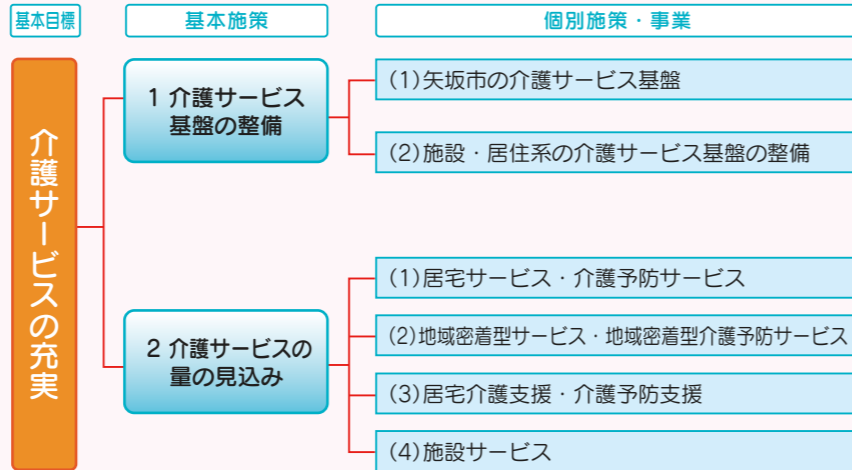 基本目標
基本施策
個別施策・事業
介護サービスの充実
1 介護サービス
基盤の整備
(1)矢坂市の介護サービス基盤
(2)施設・居住系の介護サービス基盤の整備
2 介護サービスの
量の見込み
(1)居宅サービス・介護予防サービス
(2)地域密着型サービス・地域密着型介護予防サービス
(3)居宅介護支援・介護予防支援
(4)施設サービス